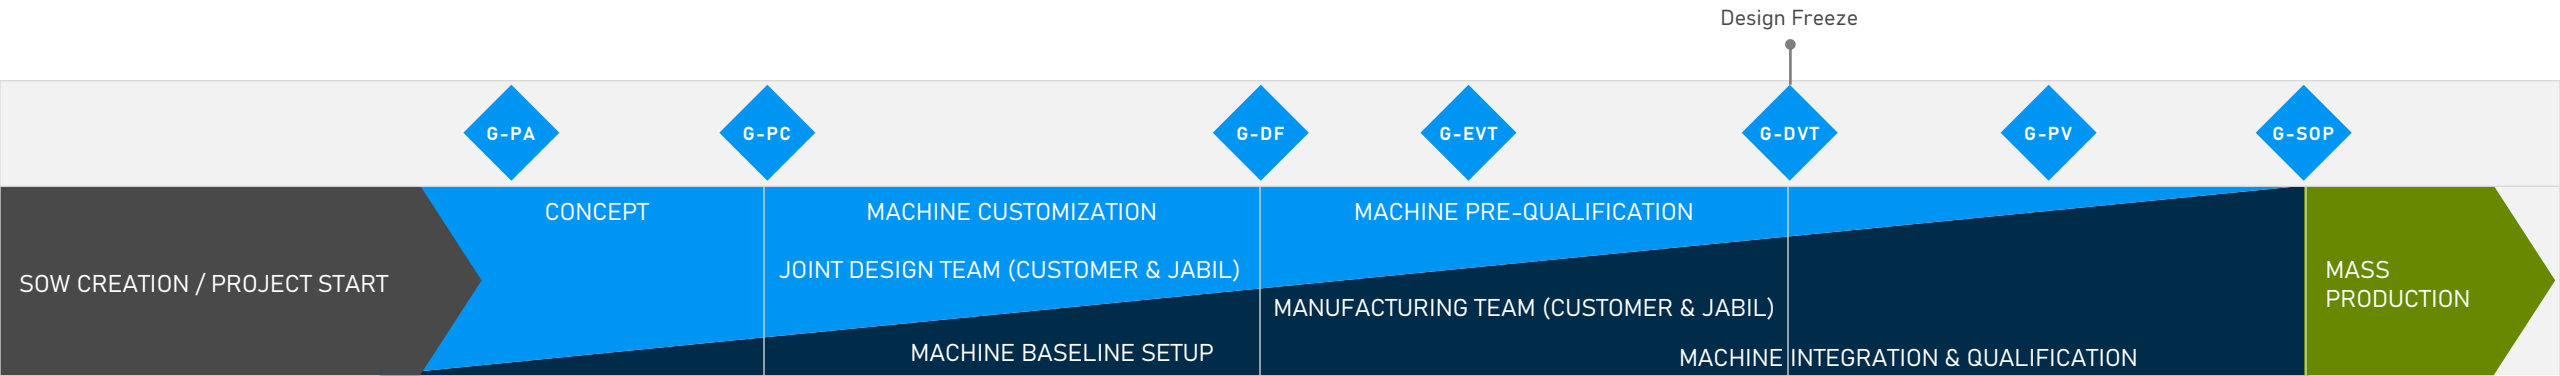 Design Freeze
G-PA
G-PC
G-DF
G-EVT
G-DVT
G-PV
G-SOP
SOW CREATION / PROJECT START
CONCEPT
MACHINE CUSTOMIZATION
MACHINE PRE-QUALIFICATION
JOINT DESIGN TEAM (CUSTOMER & JABIL)
MANUFACTURING TEAM (CUSTOMER & JABIL)
MACHINE BASELINE SETUP
MACHINE INTEGRATION & QUALIFICATION
MASS
PRODUCTION